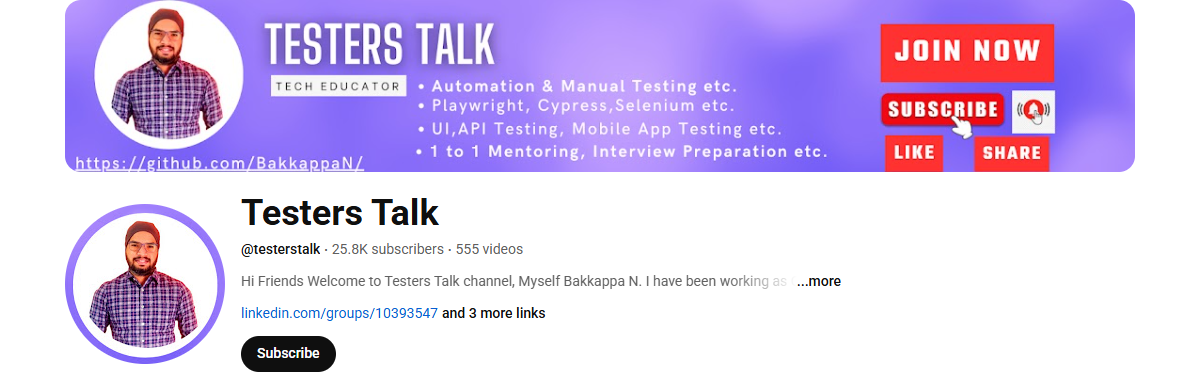 TESTERS TALK
TECH EDUCATOR
• Automation & Manual Testing etc.
• Playwright, Cypress,Selenium etc.
• UI,API Testing, Mobile App Testing etc.
• 1 to 1 Mentoring, Interview Preparation etc.
https://github.com/BakkappaN/
JOIN NOW
SUBSCRIBE
LIKE
SHARE
Testers Talk
@testerstalk · 25.8K subscribers · 555 videos
Hi Friends Welcome to Testers Talk channel, Myself Bakkappa N. I have been working as ...more
linkedin.com/groups/10393547 and 3 more links
Subscribe